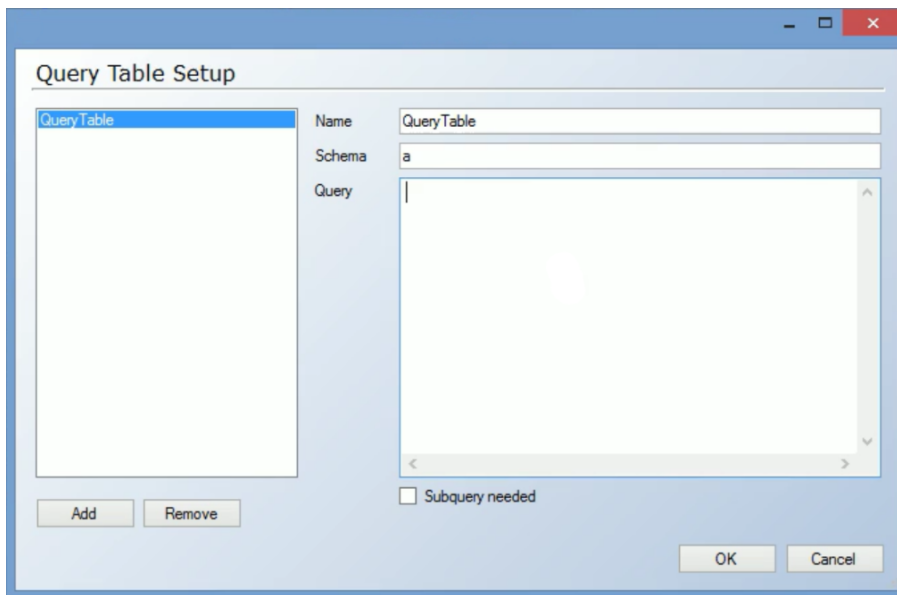 Query Table Setup
QueryTable
Name
QueryTable
Schema
a
Query
Subquery needed
Add
Remove
OK
Cancel